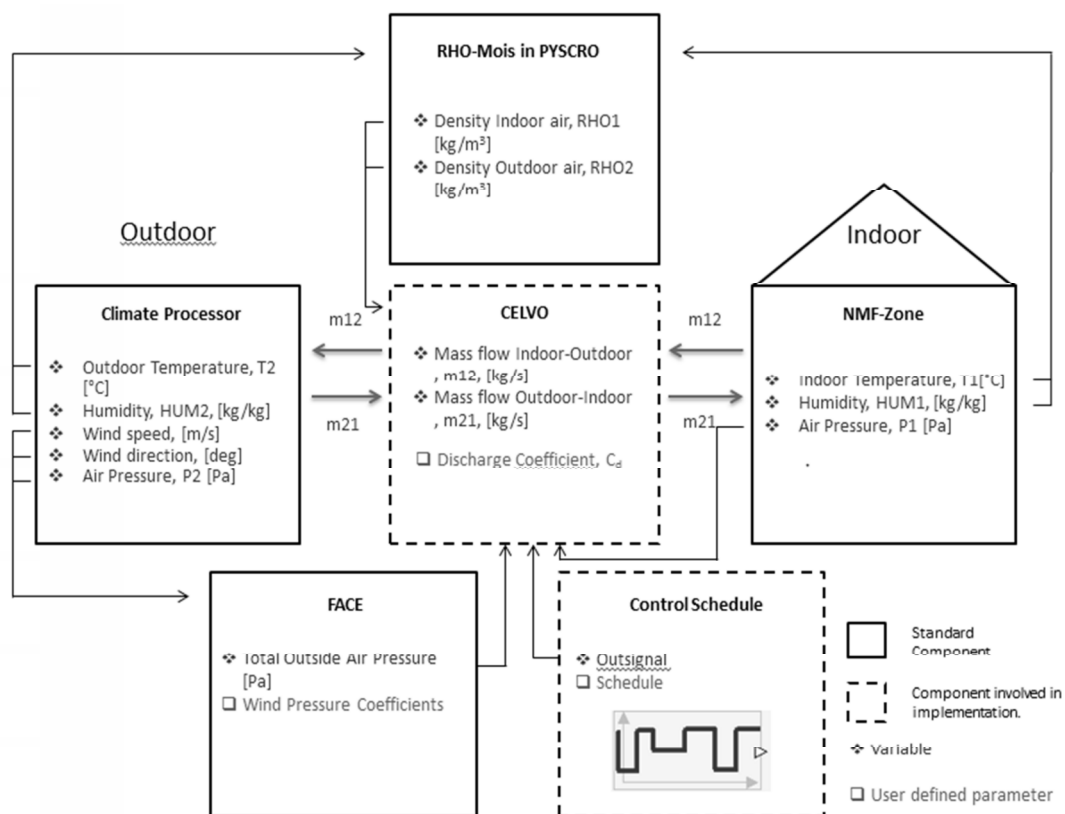 RHO-Mois in PYSCRO
❖ Density Indoor air, RHO1
[kg/m³]
❖ Density Outdoor air, RHO2
[kg/m³]
Outdoor
Indoor
Climate Processor
❖ Outdoor Temperature, T2
[°C]
❖ Humidity, HUM2, [kg/kg]
❖ Wind speed, [m/s]
❖ Wind direction, [deg]
❖ Air Pressure, P2 [Pa]
m12
m21
CELVO
❖ Mass flow Indoor-Outdoor
, m12, [kg/s]
❖ Mass flow Outdoor-Indoor
, m21, [kg/s]
❑ Discharge Coefficient, Cd
m12
m21
NMF-Zone
❖ Indoor Temperature, T1[°C]
❖ Humidity, HUM1, [kg/kg]
❖ Air Pressure, P1 [Pa]
.
FACE
❖ Total Outside Air Pressure
[Pa]
❑ Wind Pressure Coefficients
Control Schedule
❖ Outsignal
❑ Schedule
Standard
Component
Component involved in
implementation.
❖ Variable
❑ User defined parameter